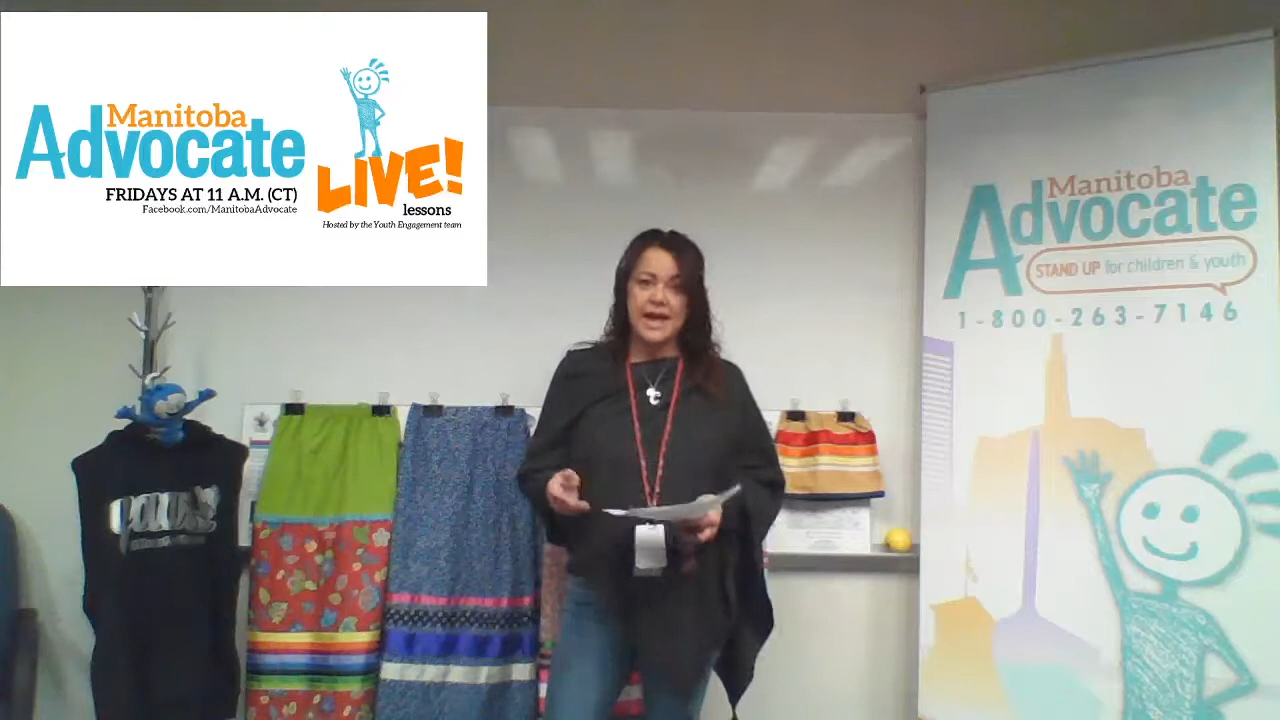 Manitoba
Advocate
FRIDAYS AT 11 A.M. (CT)
Facebook.com/ManitobaAdvocate
LIVE!
lessons
Hosted by the Youth Engagement team
Manitoba
Advocate
STAND UP for children & youth
1-800-263-7146